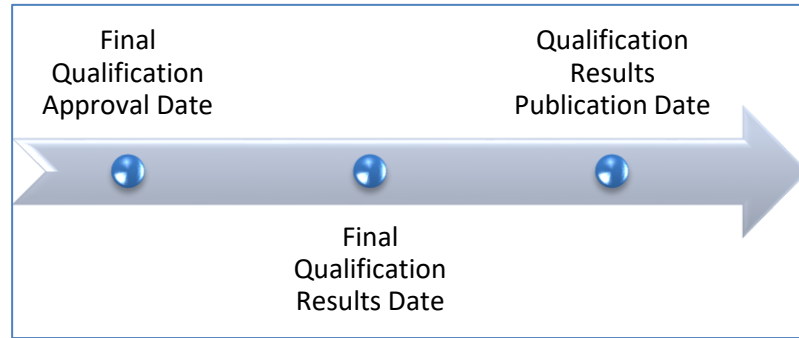 Final
Qualification
Approval Date
Final
Qualification
Results Date
Qualification
Results
Publication Date